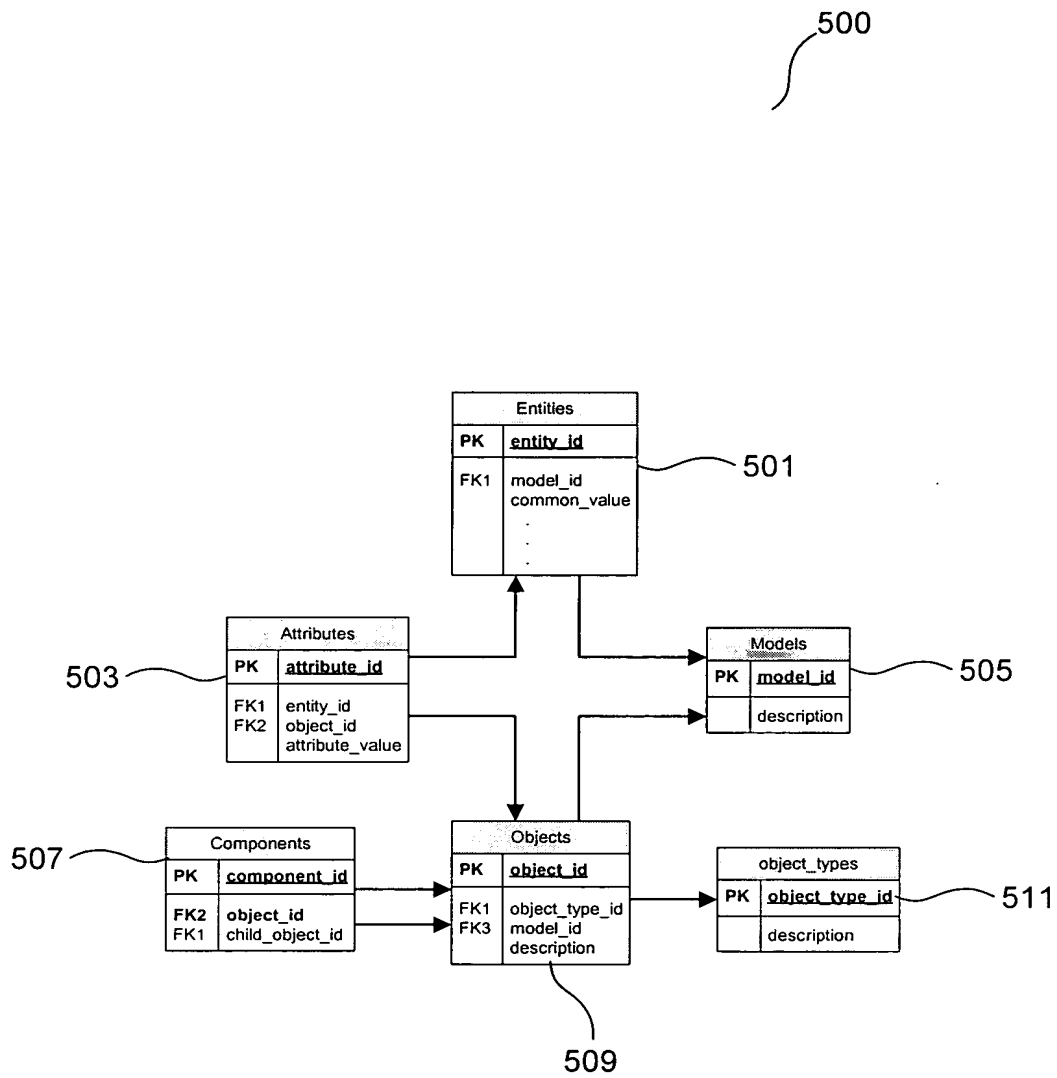 500
Entities
PK entity_id
FK1 model_id
common_value
.
.
.
501
Attributes
PK attribute_id
FK1 entity_id
FK2 object_id
attribute_value
503
Models
PK model_id
description
505
Components
PK component_id
FK2 object_id
FK1 child_object_id
507
Objects
PK object_id
FK1 object_type_id
FK3 model_id
description
509
object_types
PK object_type_id
description
511